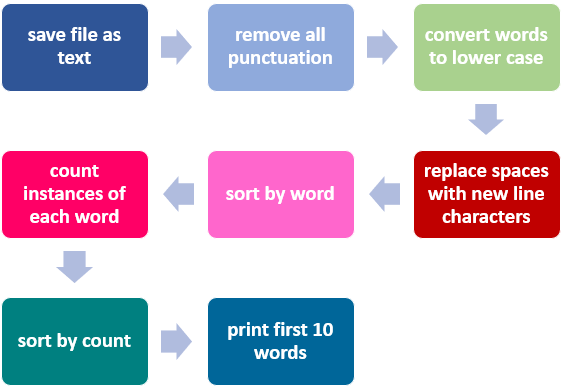 save file as
text
remove all
punctuation
convert words
to lower case
replace spaces
with new line
characters
sort by word
count
instances of
each word
sort by count
print first 10
words